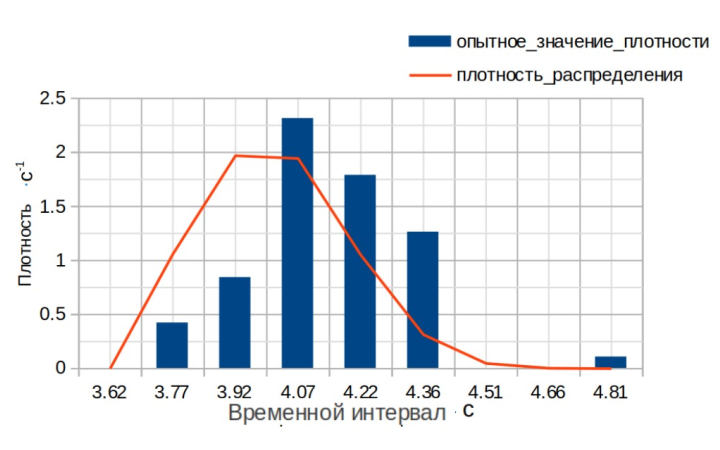 опытное_значение_плотности
плотность_распределения
2.5
2
1.5
1
0.5
0
Плотность ·с⁻¹
3.62 3.77 3.92 4.07 4.22 4.36 4.51 4.66 4.81
Временной интервал · с